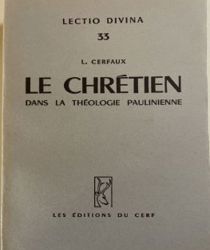 LECTIO DIVINA
33
L. CERFAUX
LE CHRÉTIEN
DANS LA THÉOLOGIE PAULINIENNE
LES ÉDITIONS DU CERF